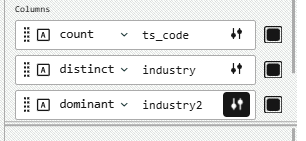 Columns
A count ts_code
A distinct industry
A dominant industry2